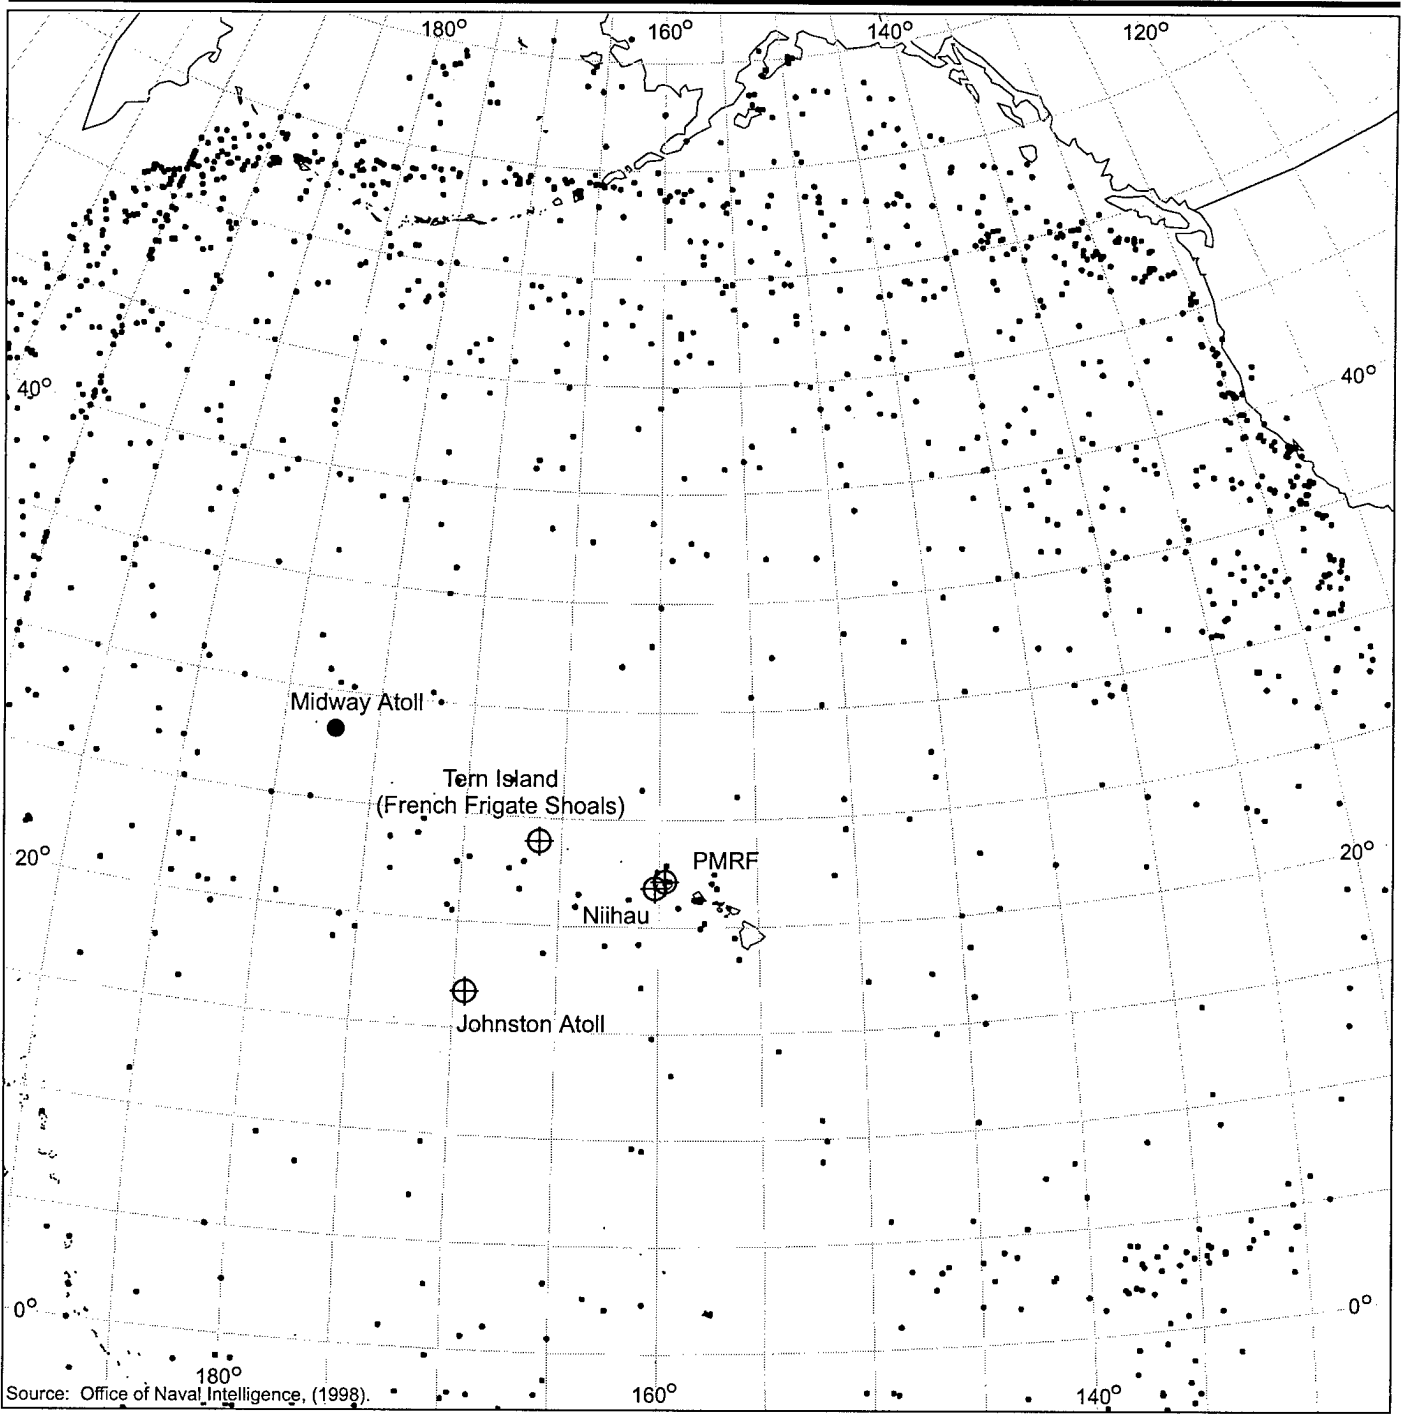 180° 160° 140° 120°
40° 40°
Midway Atoll
Tern Island
(French Frigate Shoals)
20° PMRF 20°
Niihau
Johnston Atoll
0° 0°
180° 160° 140°
Source: Office of Naval Intelligence, (1998).